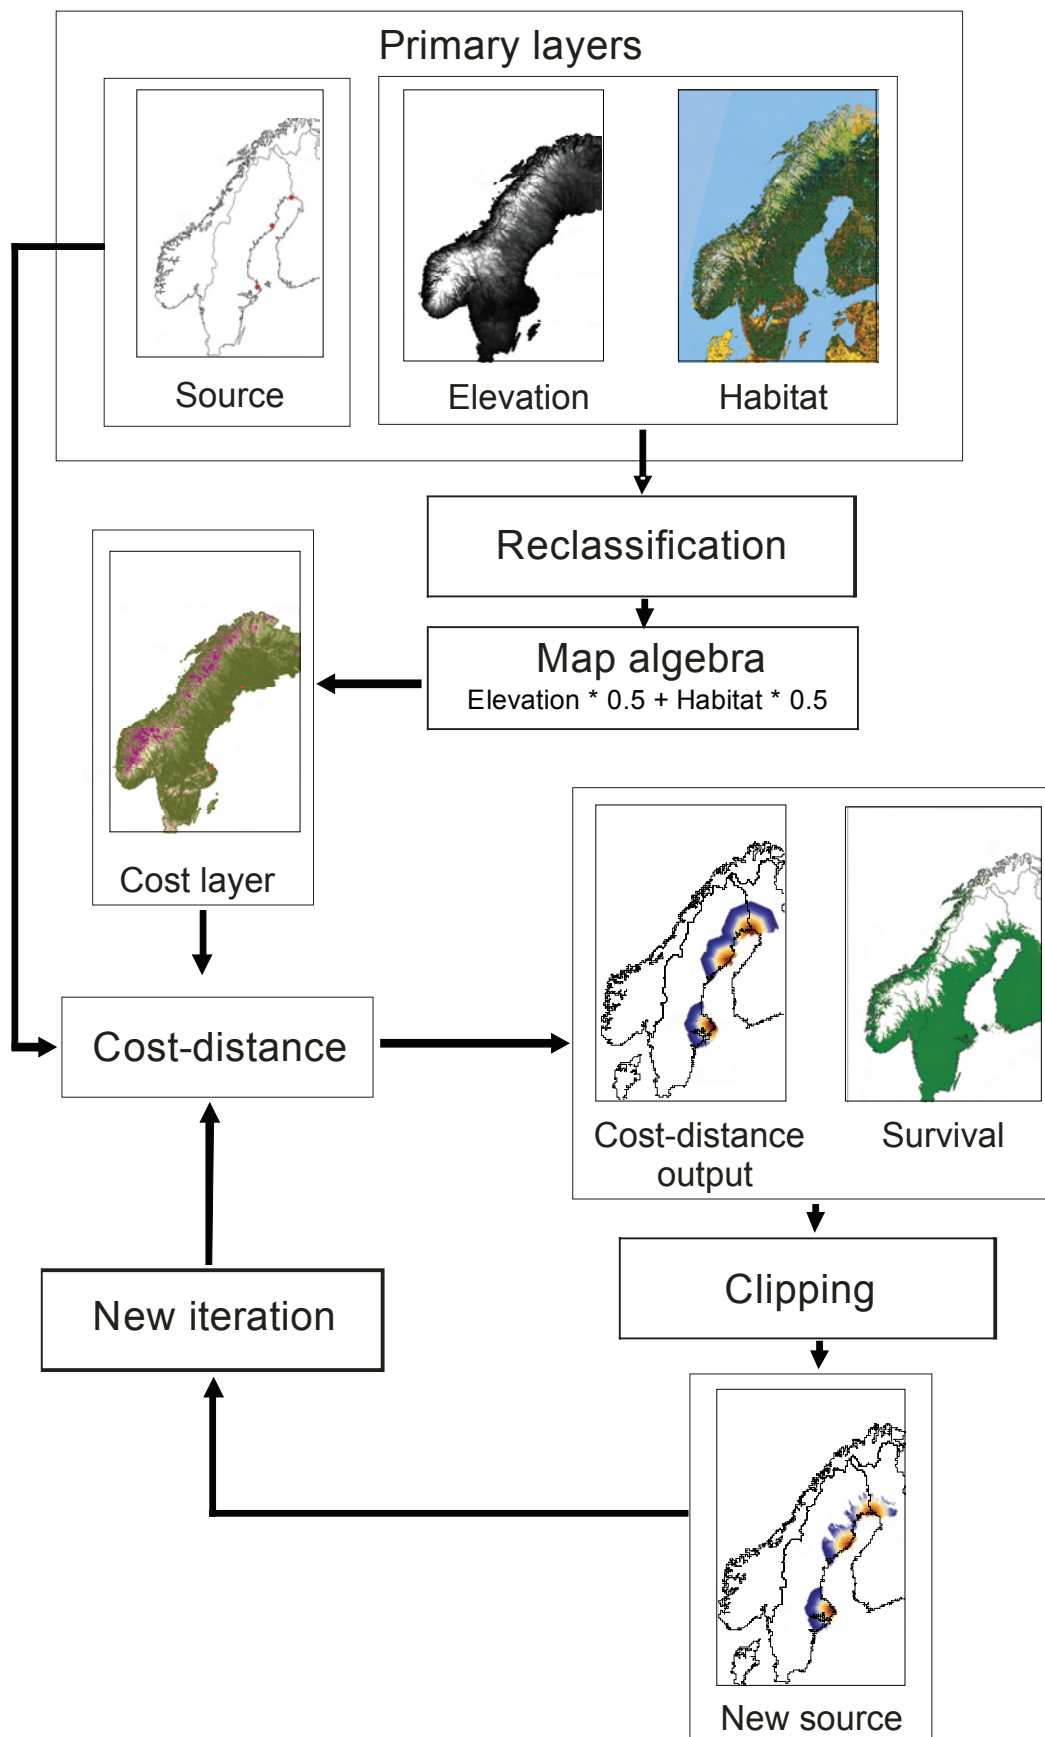 Primary layers
Source
Elevation
Habitat
Reclassification
Map algebra
Elevation * 0.5 + Habitat * 0.5
Cost layer
Cost-distance
Cost-distance
output
Survival
Clipping
New iteration
New source